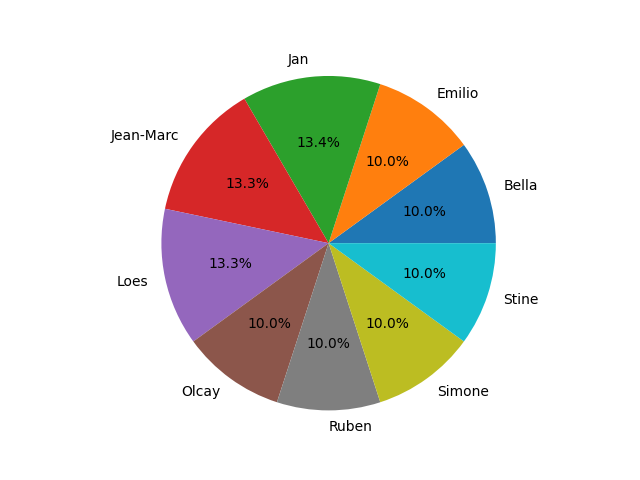 Jan
Emilio
Jean-Marc
13.4%
10.0%
13.3%
Bella
10.0%
13.3%
10.0%
Loes
Stine
10.0%
10.0%
10.0%
Olcay
Simone
Ruben